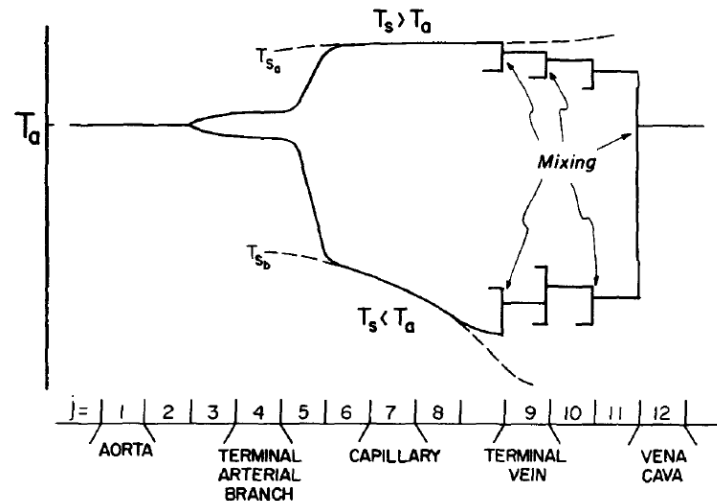 Ts > Ta
Tsa
Ta
Mixing
Tsb
Ts < Ta
j= 1 2 3 4 5 6 7 8 9 10 11 12
AORTA TERMINAL ARTERIAL BRANCH CAPILLARY TERMINAL VEIN VENA CAVA